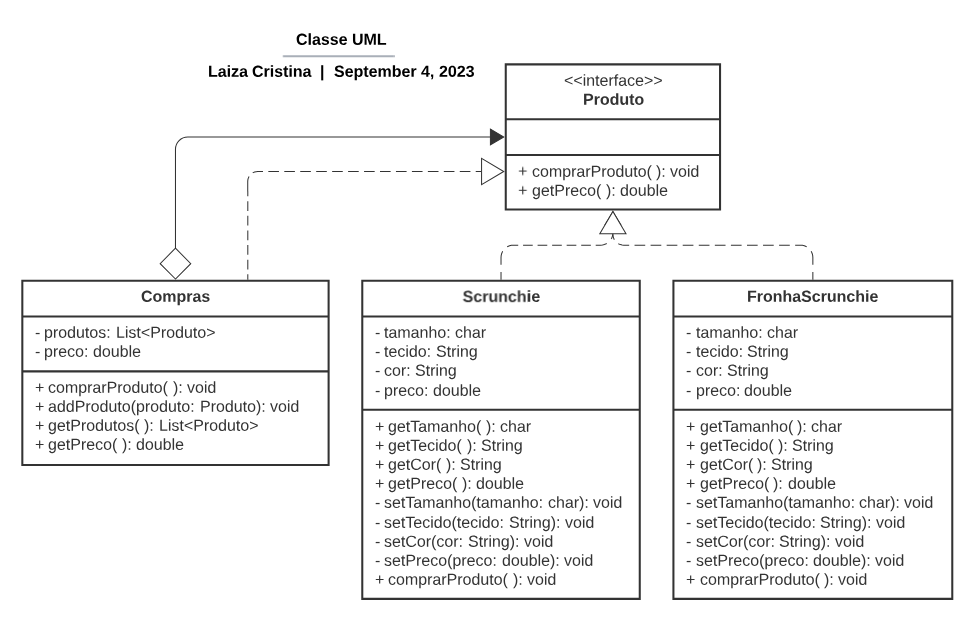 Classe UML
Laiza Cristina | September 4, 2023
<<interface>>
Produto
+ comprarProduto( ): void
+ getPreco( ): double
Compras
- produtos: List<Produto>
- preco: double
+ comprarProduto( ): void
+ addProduto(produto: Produto): void
+ getProdutos( ): List<Produto>
+ getPreco( ): double
Scrunchie
- tamanho: char
- tecido: String
- cor: String
- preco: double
+ getTamanho( ): char
+ getTecido( ): String
+ getCor( ): String
+ getPreco( ): double
- setTamanho(tamanho: char): void
- setTecido(tecido: String): void
- setCor(cor: String): void
- setPreco(preco: double): void
+ comprarProduto( ): void
FronhaScrunchie
- tamanho: char
- tecido: String
- cor: String
- preco: double
+ getTamanho( ): char
+ getTecido( ): String
+ getCor( ): String
+ getPreco( ): double
- setTamanho(tamanho: char): void
- setTecido(tecido: String): void
- setCor(cor: String): void
- setPreco(preco: double): void
+ comprarProduto( ): void